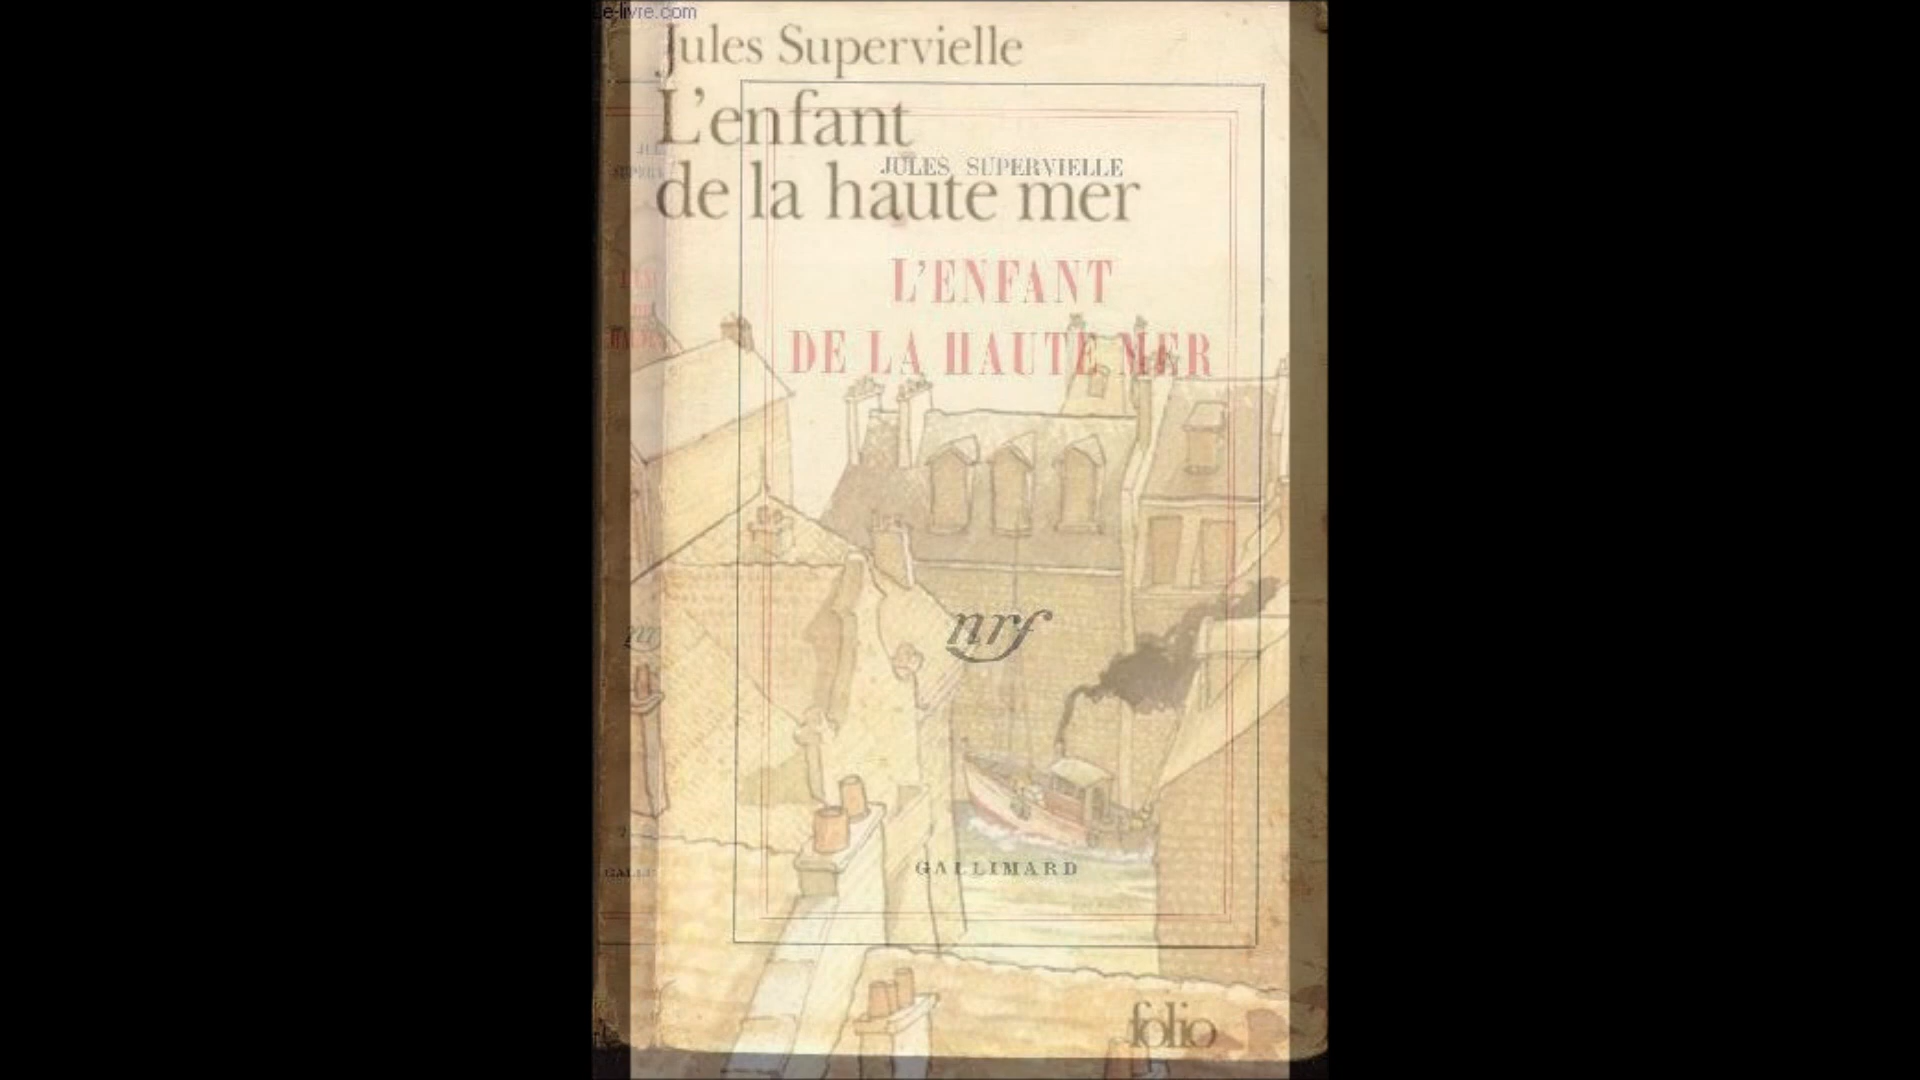 le-livre.com
Jules Supervielle
L'enfant
de la haute mer
JULES SUPERVIELLE
L'ENFANT
DE LA HAUTE MER
nrf
GALLIMARD
folio